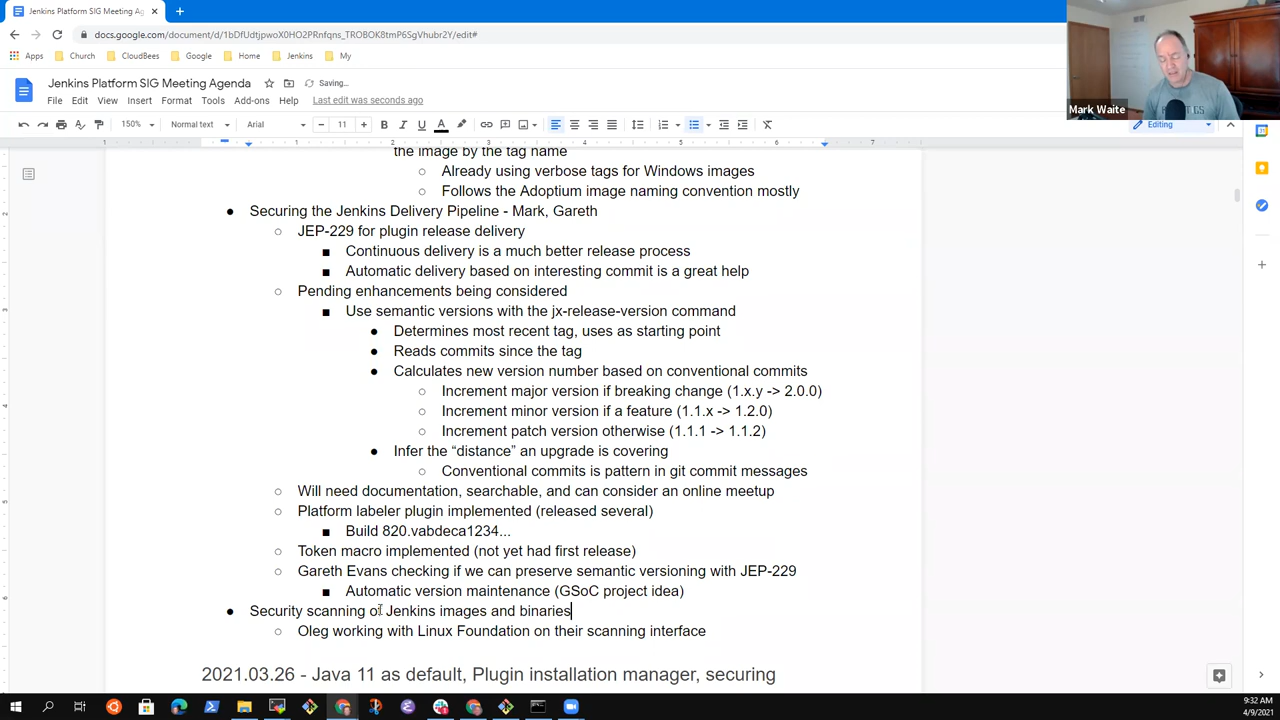 Jenkins Platform SIG Meeting Ag
docs.google.com/document/d/1bDfUdtjpwoX0HO2PRnfqns_TROBOK8tmP6SgVhubr2Y/edit#
Apps Church CloudBees Google Home Jenkins My
Mark Waite
Jenkins Platform SIG Meeting Agenda Saving...
File Edit View Insert Format Tools Add-ons Help Last edit was seconds ago
150% Normal text Arial 11 Editing
1 1 2 3 4 5 6 7
the image by the tag name
Already using verbose tags for Windows images
Follows the Adoptium image naming convention mostly
Securing the Jenkins Delivery Pipeline - Mark, Gareth
JEP-229 for plugin release delivery
Continuous delivery is a much better release process
Automatic delivery based on interesting commit is a great help
Pending enhancements being considered
Use semantic versions with the jx-release-version command
Determines most recent tag, uses as starting point
Reads commits since the tag
Calculates new version number based on conventional commits
Increment major version if breaking change (1.x.y -> 2.0.0)
Increment minor version if a feature (1.1.x -> 1.2.0)
Increment patch version otherwise (1.1.1 -> 1.1.2)
Infer the “distance” an upgrade is covering
Conventional commits is pattern in git commit messages
Will need documentation, searchable, and can consider an online meetup
Platform labeler plugin implemented (released several)
Build 820.vabdeca1234...
Token macro implemented (not yet had first release)
Gareth Evans checking if we can preserve semantic versioning with JEP-229
Automatic version maintenance (GSoC project idea)
Security scanning of Jenkins images and binaries
Oleg working with Linux Foundation on their scanning interface
2021.03.26 - Java 11 as default, Plugin installation manager, securing
9:32 AM
4/9/2021